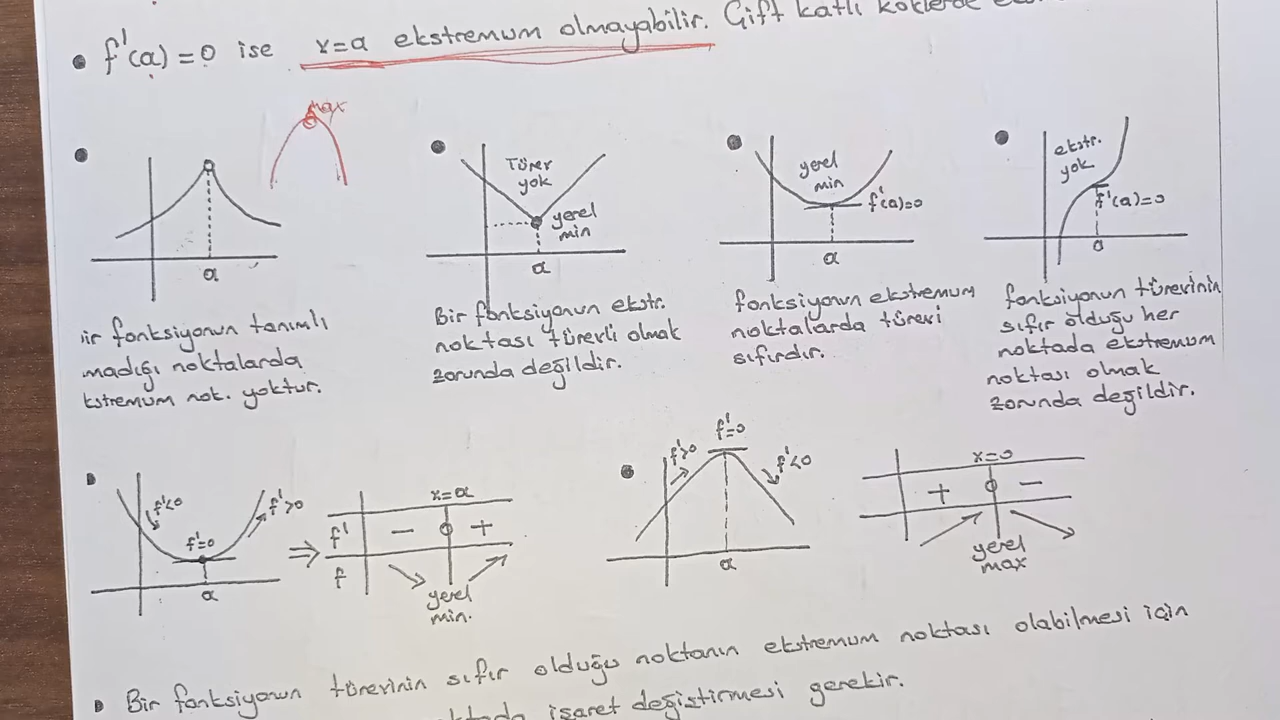 • f'(a) = 0 ise x=a ekstremum olmayabilir. Çift katlı köklerde
max
a
Türev
yok
yerel
min
a
yerel
min
f'(a)=0
a
ekstr.
yok
f'(a)=0
a
ir fonksiyonun tanımlı
madığı noktalarda
kstremum nok. yoktur.
Bir fonksiyonun ekstr.
noktası türevli olmak
zorunda değildir.
fonksiyonun ekstremum
noktalarda türevi
sıfırdır.
fonksiyonun türevinin
sıfır olduğu her
noktada ekstremum
noktası olmak
zorunda değildir.
f'<0
f'=0
f'>0
a
⇒
x=a
f' - 0 +
f
yerel
min.
f'>0
f'=0
f'<0
a
x=0
+ 0 -
yerel
max
Bir fonksiyonun türevinin sıfır olduğu noktanın ekstremum noktası olabilmesi için
işaret değiştirmesi gerekir.